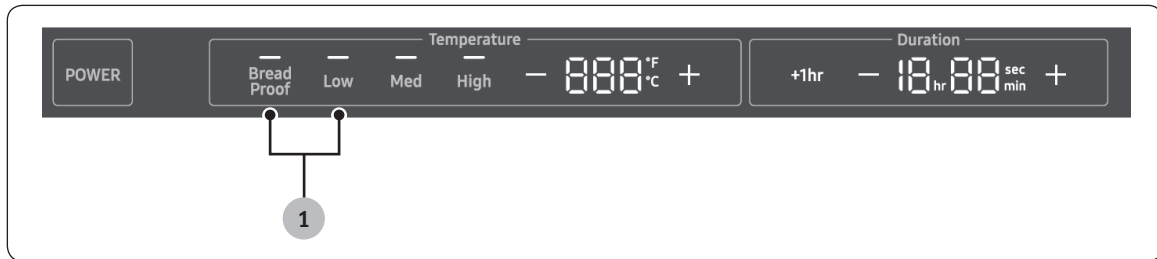 Temperature
Duration
POWER
Bread
Proof
Low
Med
High
− 888 °F
°C +
+1hr
− 18 hr 88 sec
min +
1